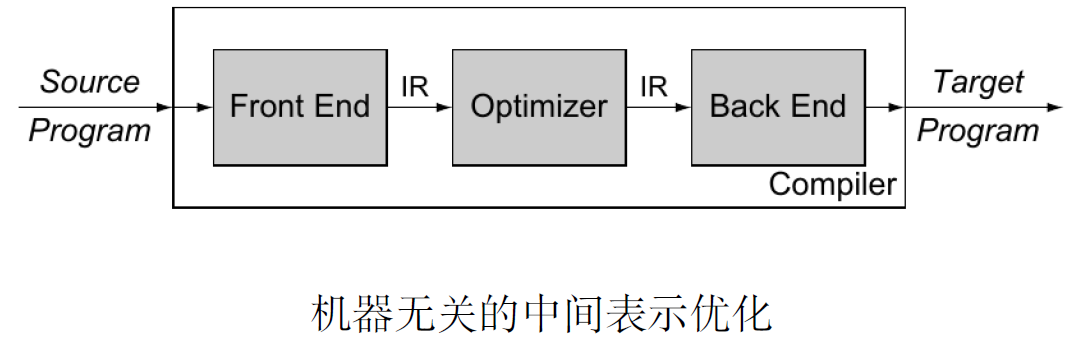 Source
Program
Front End
IR
Optimizer
IR
Back End
Target
Program
Compiler
机器无关的中间表示优化